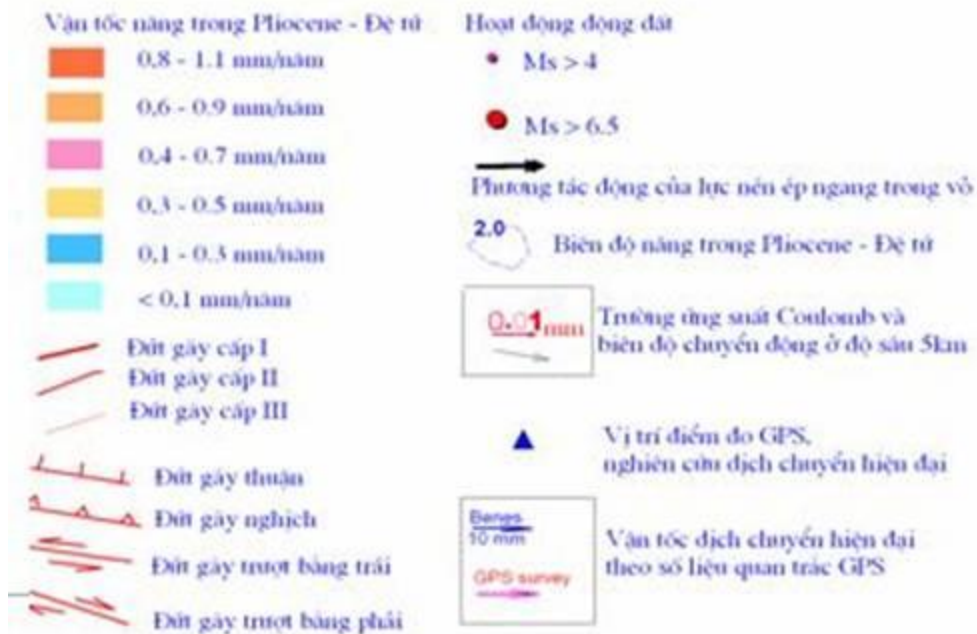 Vận tốc nâng trong Pliocene - Đệ tứ
0,8 - 1.1 mm/năm
0,6 - 0.9 mm/năm
0,4 - 0.7 mm/năm
0,3 - 0.5 mm/năm
0,1 - 0.3 mm/năm
< 0,1 mm/năm
Đứt gãy cấp I
Đứt gãy cấp II
Đứt gãy cấp III
Đứt gãy thuận
Đứt gãy nghịch
Đứt gãy trượt bằng trái
Đứt gãy trượt bằng phải
Hoạt động động đất
Ms > 4
Ms > 6.5
Phương tác động của lực nén ép ngang trong vỏ
2.0
Biên độ nâng trong Pliocene - Đệ tứ
0.01mm
Trường ứng suất Coulomb và
biên độ chuyển động ở độ sâu 5km
Vị trí điểm đo GPS,
nghiên cứu dịch chuyển hiện đại
Benes
10 mm
GPS survey
Vận tốc dịch chuyển hiện đại
theo số liệu quan trắc GPS